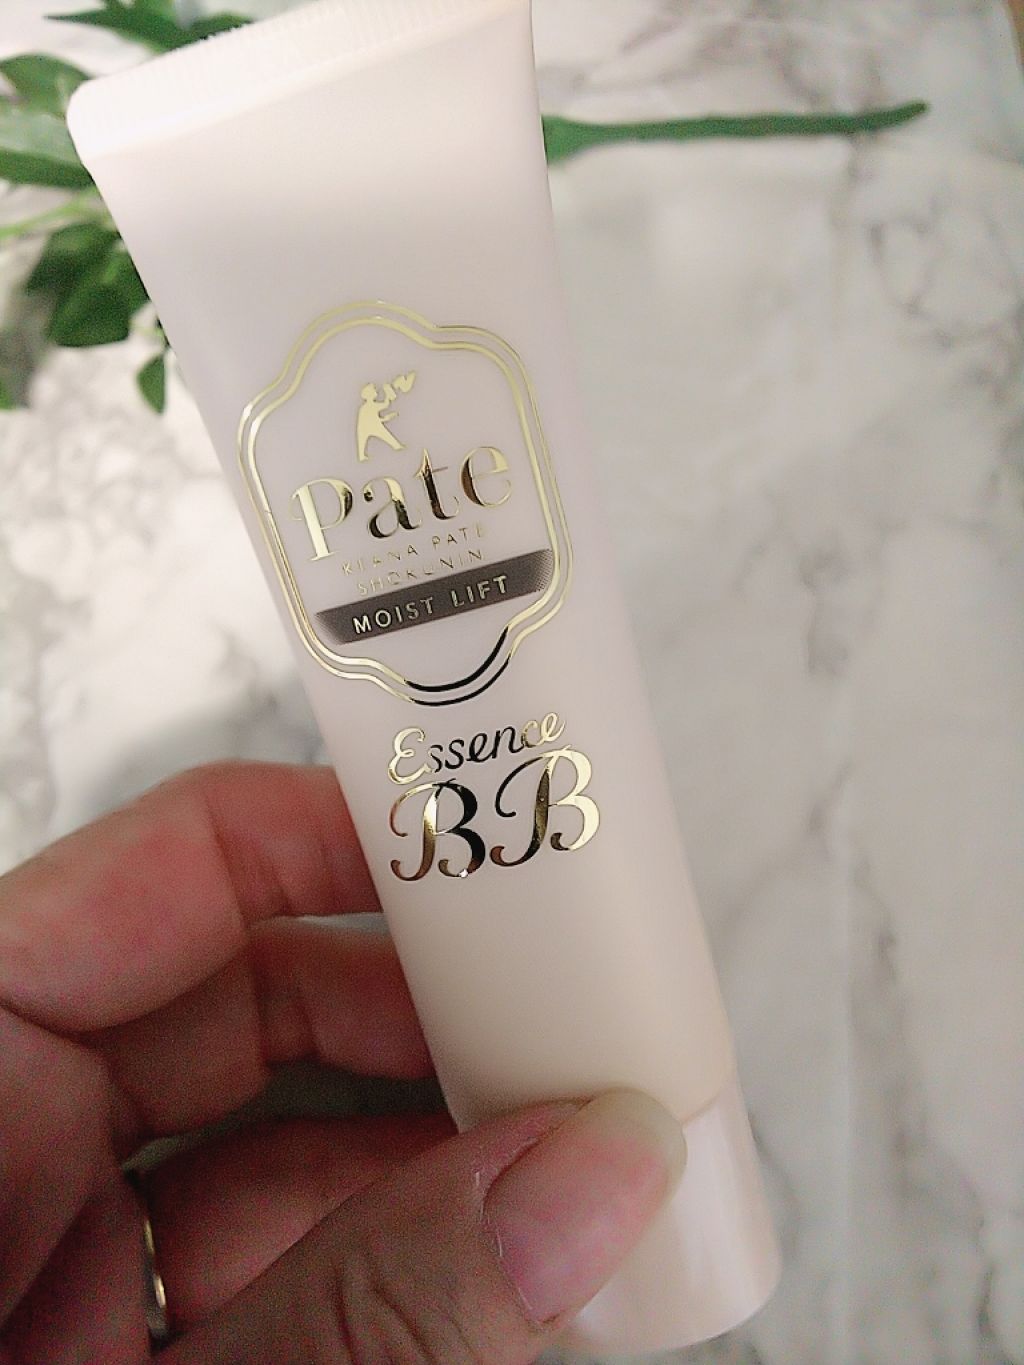 Pate
KEANA PATE
SHOKUNIN
MOIST LIFT
Essence
BB